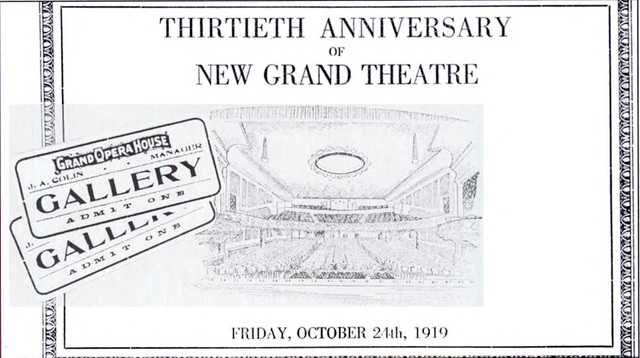 THIRTIETH ANNIVERSARY
OF
NEW GRAND THEATRE
GRAND OPERA HOUSE
J. A. COLIN - - MANAGER
GALLERY
ADMIT ONE
J.
GALLL
ADMIT ONE
FRIDAY, OCTOBER 24th, 1919